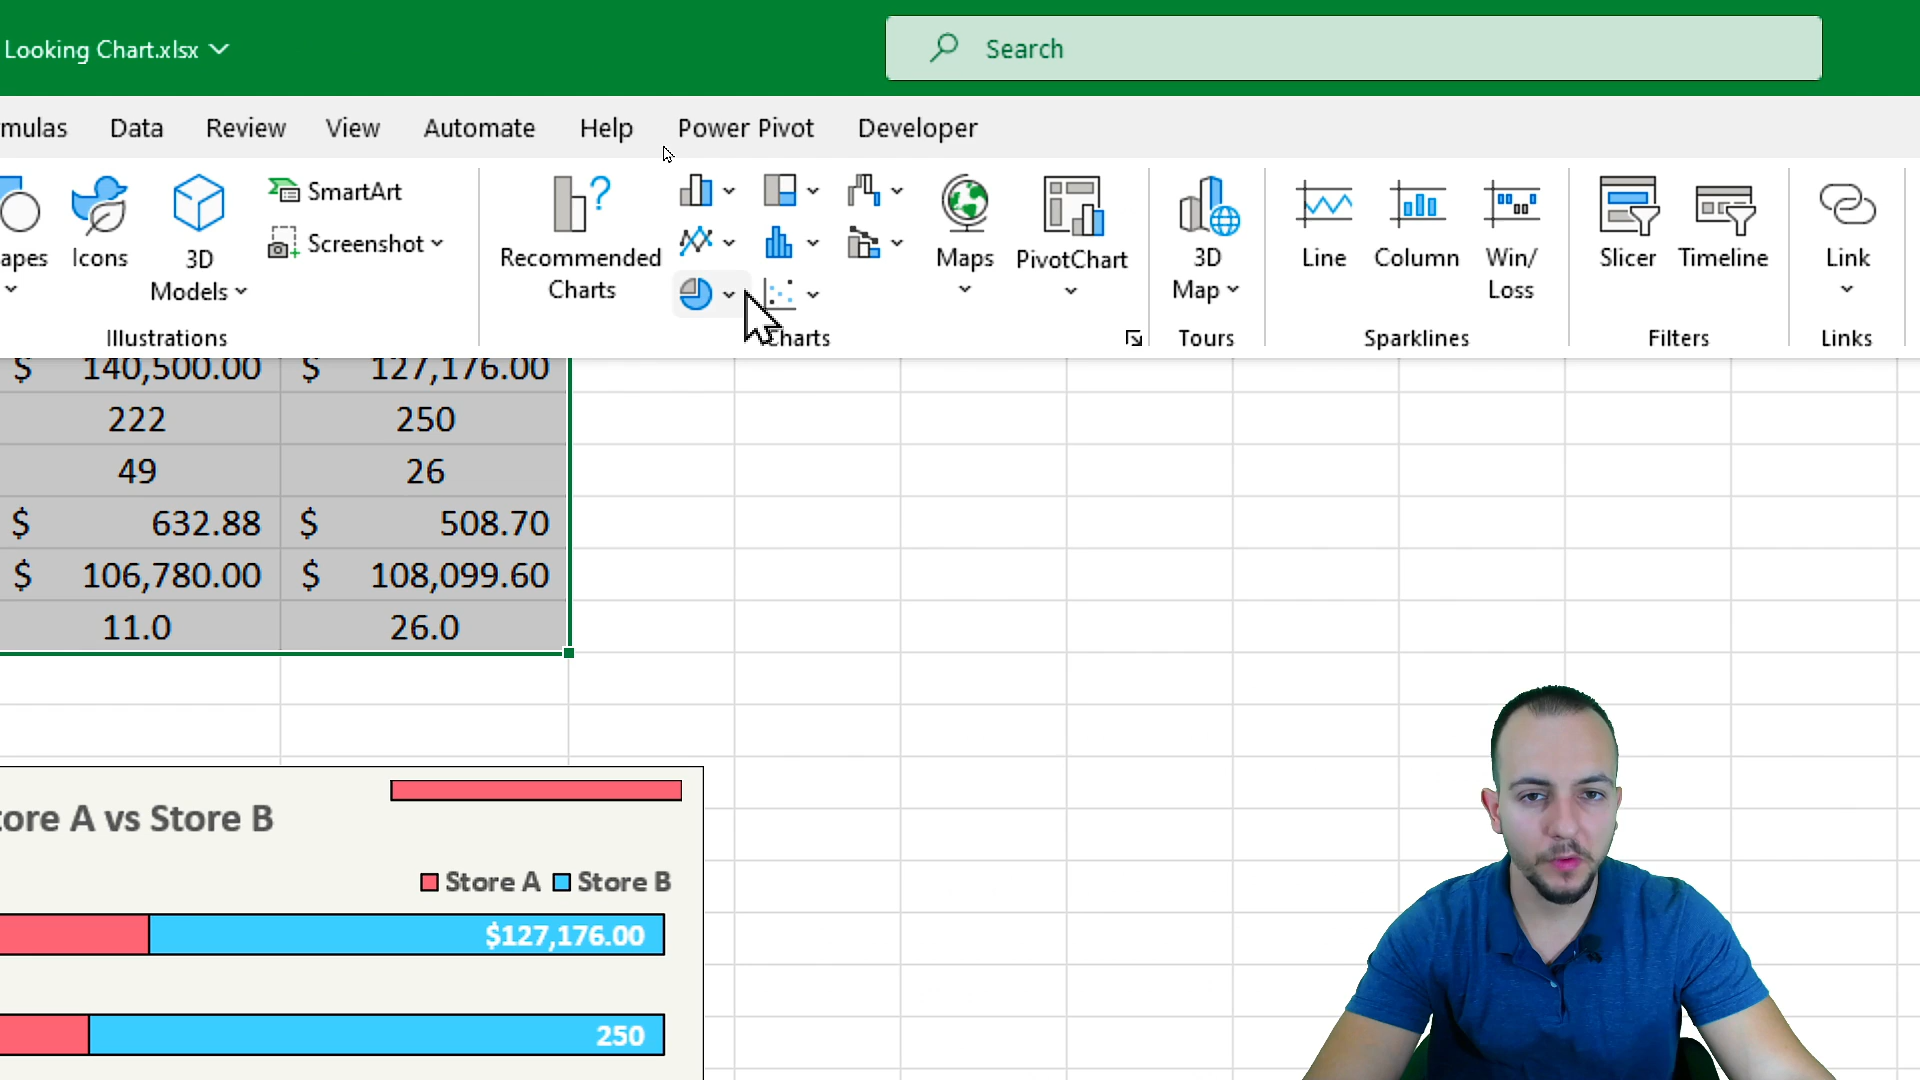 Looking Chart.xlsx
Search
mulas Data Review View Automate Help Power Pivot Developer
apes Icons 3D Models SmartArt Screenshot
Illustrations
Recommended Charts Maps PivotChart
Charts
3D Map
Tours
Line Column Win/Loss
Sparklines
Slicer Timeline
Filters
Link
Links
$ 140,500.00 $ 127,176.00
222 250
49 26
$ 632.88 $ 508.70
$ 106,780.00 $ 108,099.60
11.0 26.0
tore A vs Store B
Store A Store B
$127,176.00
250